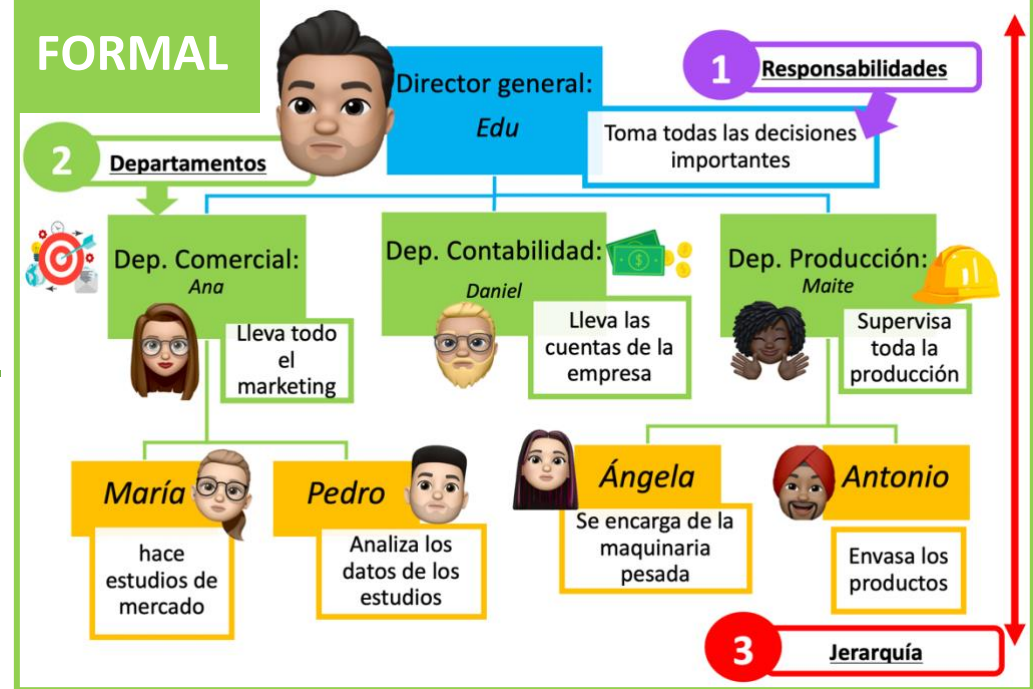 FORMAL
Director general:
Edu
1
Responsabilidades
Toma todas las decisiones
importantes
2
Departamentos
Dep. Comercial:
Ana
Lleva todo
el
marketing
Dep. Contabilidad:
Daniel
Lleva las
cuentas de la
empresa
Dep. Producción:
Maite
Supervisa
toda la
producción
María
hace
estudios de
mercado
Pedro
Analiza los
datos de los
estudios
Ángela
Se encarga de la
maquinaria
pesada
Antonio
Envasa los
productos
3
Jerarquía